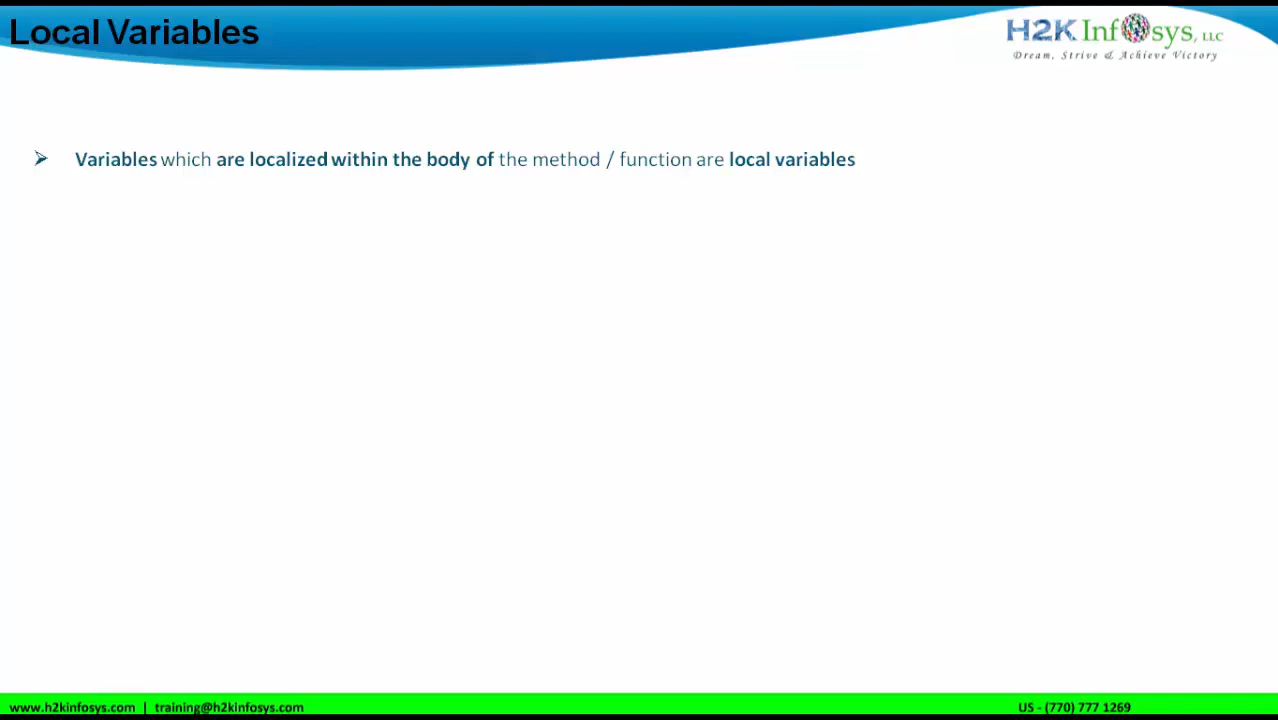 Local Variables
H2K Infosys, LLC
Dream, Strive & Achieve Victory
Variables which are localized within the body of the method / function are local variables
www.h2kinfosys.com | training@h2kinfosys.com
US - (770) 777 1269